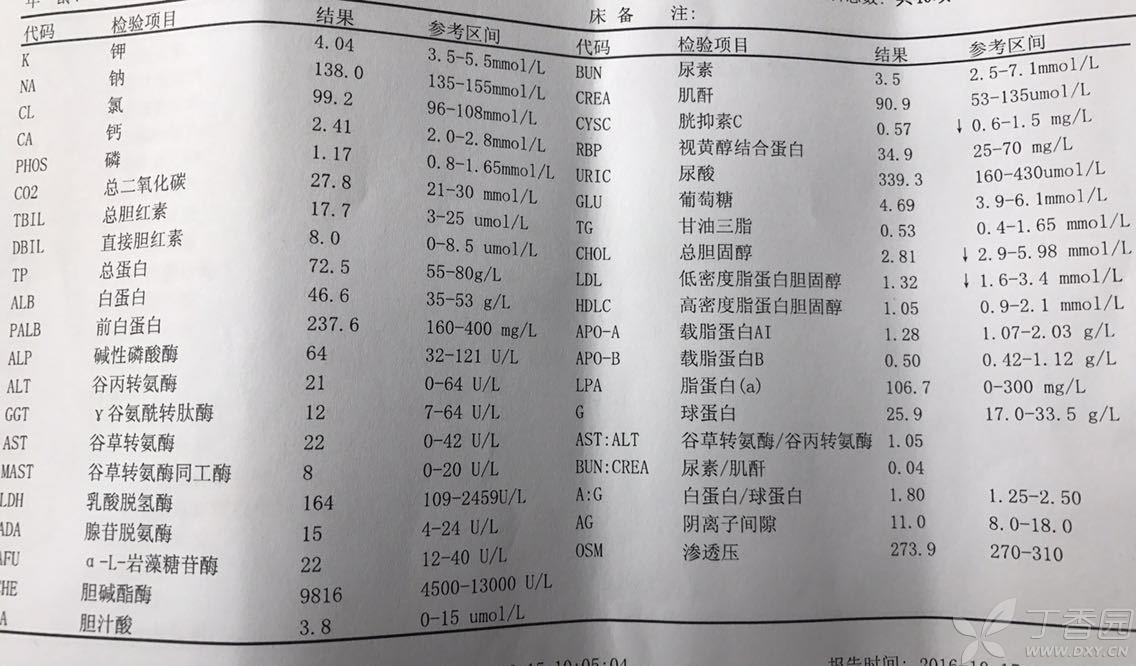 床 备 注:
代码 检验项目 结果 参考区间
K 钾 4.04 3.5-5.5mmol/L
NA 钠 138.0 135-155mmol/L
CL 氯 99.2 96-108mmol/L
CA 钙 2.41 2.0-2.8mmol/L
PHOS 磷 1.17 0.8-1.65mmol/L
CO2 总二氧化碳 27.8 21-30 mmol/L
TBIL 总胆红素 17.7 3-25 umol/L
DBIL 直接胆红素 8.0 0-8.5 umol/L
TP 总蛋白 72.5 55-80g/L
ALB 白蛋白 46.6 35-53 g/L
PALB 前白蛋白 237.6 160-400 mg/L
ALP 碱性磷酸酶 64 32-121 U/L
ALT 谷丙转氨酶 21 0-64 U/L
GGT γ谷氨酰转肽酶 12 7-64 U/L
AST 谷草转氨酶 22 0-42 U/L
MAST 谷草转氨酶同工酶 8 0-20 U/L
LDH 乳酸脱氢酶 164 109-2459U/L
ADA 腺苷脱氨酶 15 4-24 U/L
AFU α-L-岩藻糖苷酶 22 12-40 U/L
CHE 胆碱酯酶 9816 4500-13000 U/L
A 胆汁酸 3.8 0-15 umol/L
代码 检验项目 结果 参考区间
BUN 尿素 3.5 2.5-7.1mmol/L
CREA 肌酐 90.9 53-135umol/L
CYSC 胱抑素C 0.57 ↓ 0.6-1.5 mg/L
RBP 视黄醇结合蛋白 34.9 25-70 mg/L
URIC 尿酸 339.3 160-430umol/L
GLU 葡萄糖 4.69 3.9-6.1mmol/L
TG 甘油三脂 0.53 0.4-1.65 mmol/L
CHOL 总胆固醇 2.81 ↓ 2.9-5.98 mmol/L
LDL 低密度脂蛋白胆固醇 1.32 ↓ 1.6-3.4 mmol/L
HDLC 高密度脂蛋白胆固醇 1.05 0.9-2.1 mmol/L
APO-A 载脂蛋白AI 1.28 1.07-2.03 g/L
APO-B 载脂蛋白B 0.50 0.42-1.12 g/L
LPA 脂蛋白(a) 106.7 0-300 mg/L
G 球蛋白 25.9 17.0-33.5 g/L
AST:ALT 谷草转氨酶/谷丙转氨酶 1.05
BUN:CREA 尿素/肌酐 0.04
A:G 白蛋白/球蛋白 1.80 1.25-2.50
AG 阴离子间隙 11.0 8.0-18.0
OSM 渗透压 273.9 270-310
10:05:04 报告时间: 2016-
丁香园
WWW.DXY.CN